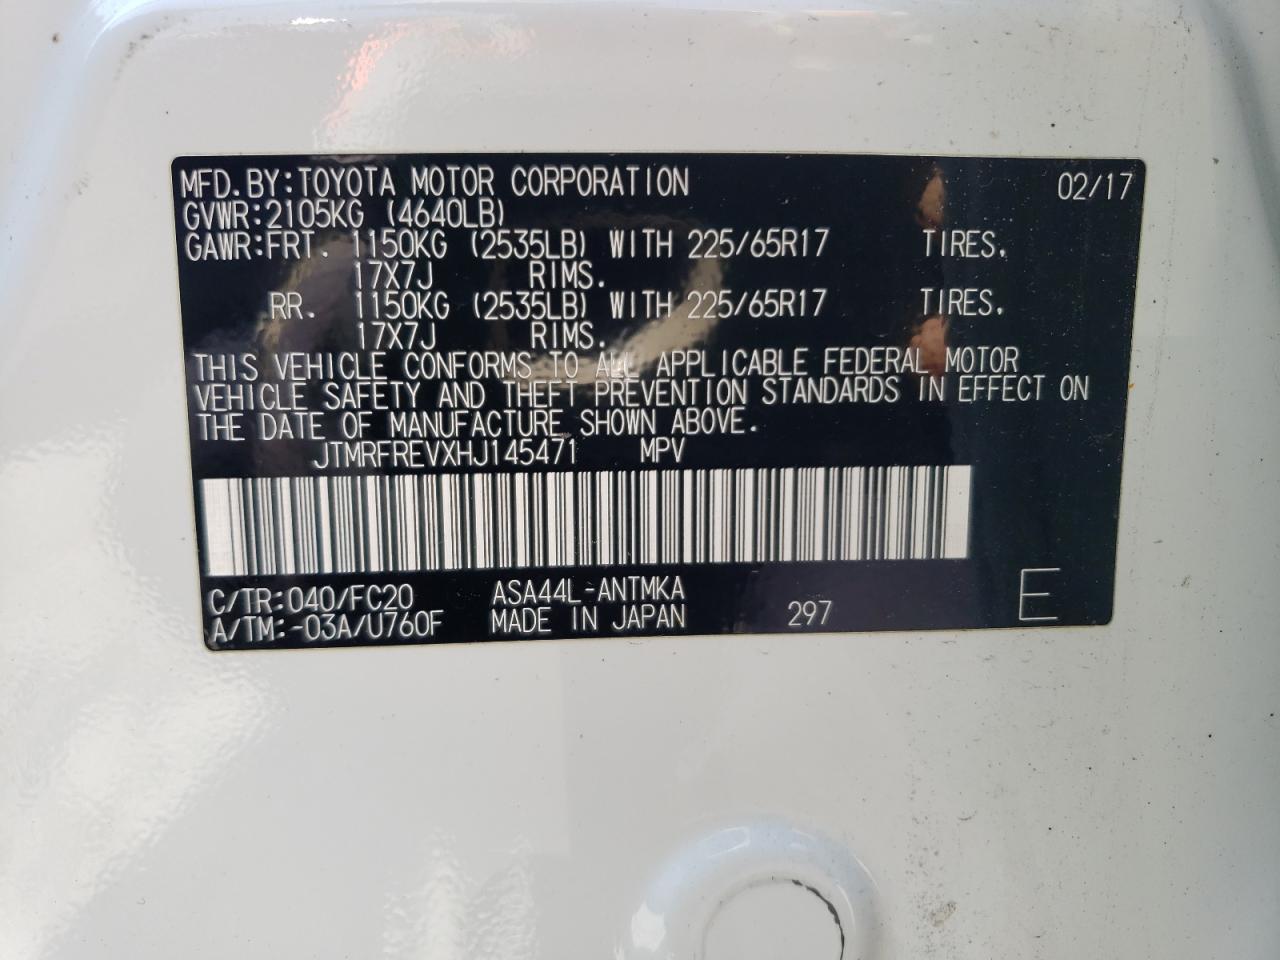 MFD. BY: TOYOTA MOTOR CORPORATION 02/17
GVWR: 2105KG (4640LB)
GAWR: FRT. 1150KG (2535LB) WITH 225/65R17 TIRES,
17X7J RIMS.
RR. 1150KG (2535LB) WITH 225/65R17 TIRES,
17X7J RIMS.
THIS VEHICLE CONFORMS TO ALL APPLICABLE FEDERAL MOTOR
VEHICLE SAFETY AND THEFT PREVENTION STANDARDS IN EFFECT ON
THE DATE OF MANUFACTURE SHOWN ABOVE.
JTMRFREVXHJ145471 MPV
C/TR: 040/FC20 ASA44L-ANTMKA
A/TM: -03A/U760F MADE IN JAPAN 297 E